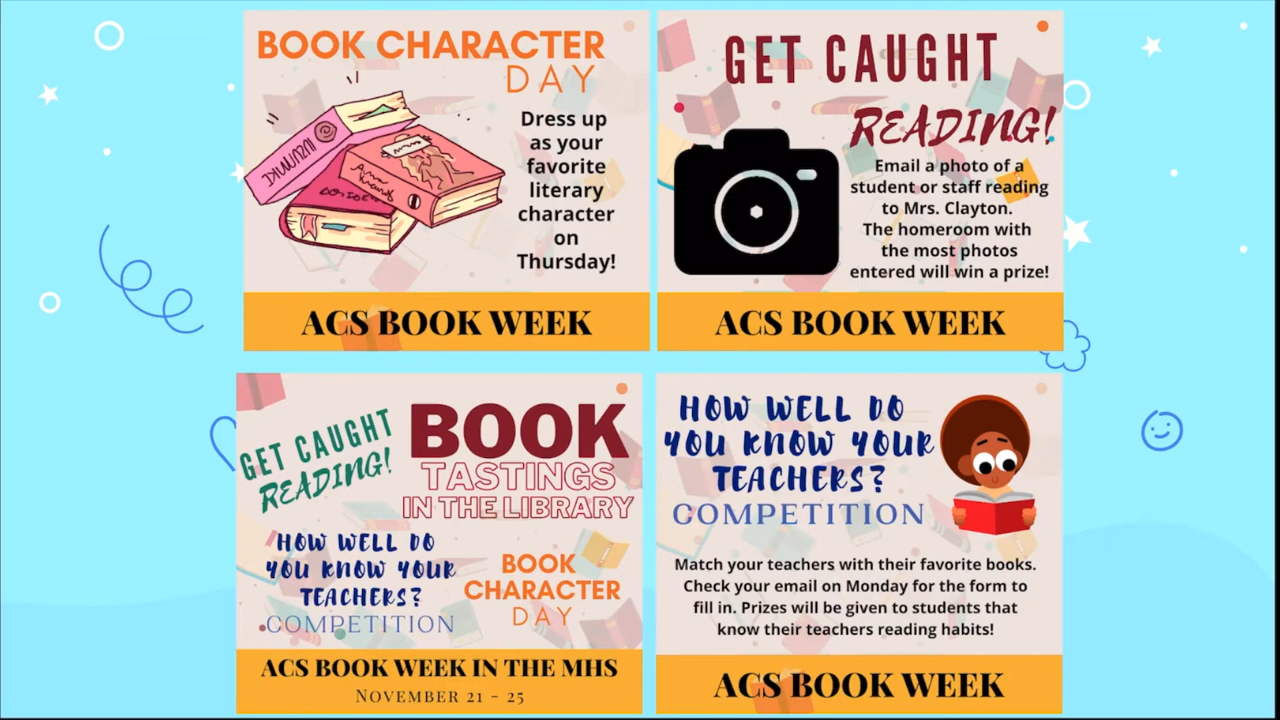 BOOK CHARACTER
DAY
Dress up
as your
favorite
literary
character
on
Thursday!
ACS BOOK WEEK
GET CAUGHT
READING!
Email a photo of a
student or staff reading
to Mrs. Clayton.
The homeroom with
the most photos
entered will win a prize!
ACS BOOK WEEK
GET CAUGHT
READING!
BOOK
TASTINGS
IN THE LIBRARY
HOW WELL DO
YOU KNOW YOUR
TEACHERS?
COMPETITION
BOOK
CHARACTER
DAY
ACS BOOK WEEK IN THE MHS
NOVEMBER 21 - 25
HOW WELL DO
YOU KNOW YOUR
TEACHERS?
COMPETITION
Match your teachers with their favorite books.
Check your email on Monday for the form to
fill in. Prizes will be given to students that
know their teachers reading habits!
ACS BOOK WEEK